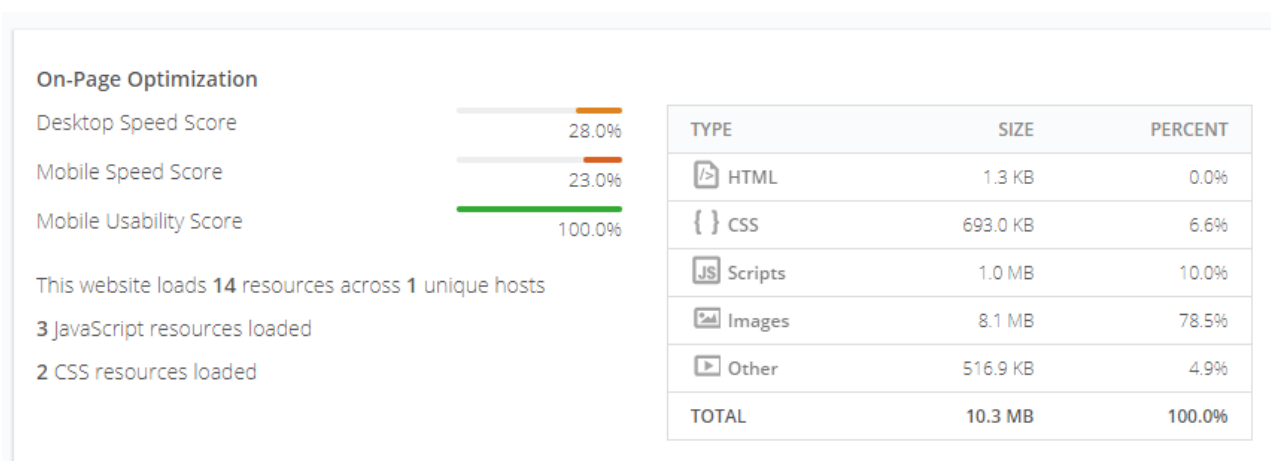 On-Page Optimization
Desktop Speed Score
28.0%
Mobile Speed Score
23.0%
Mobile Usability Score
100.0%
This website loads 14 resources across 1 unique hosts
3 JavaScript resources loaded
2 CSS resources loaded
TYPE SIZE PERCENT
</> HTML 1.3 KB 0.0%
{ } CSS 693.0 KB 6.6%
JS Scripts 1.0 MB 10.0%
Images 8.1 MB 78.5%
Other 516.9 KB 4.9%
TOTAL 10.3 MB 100.0%